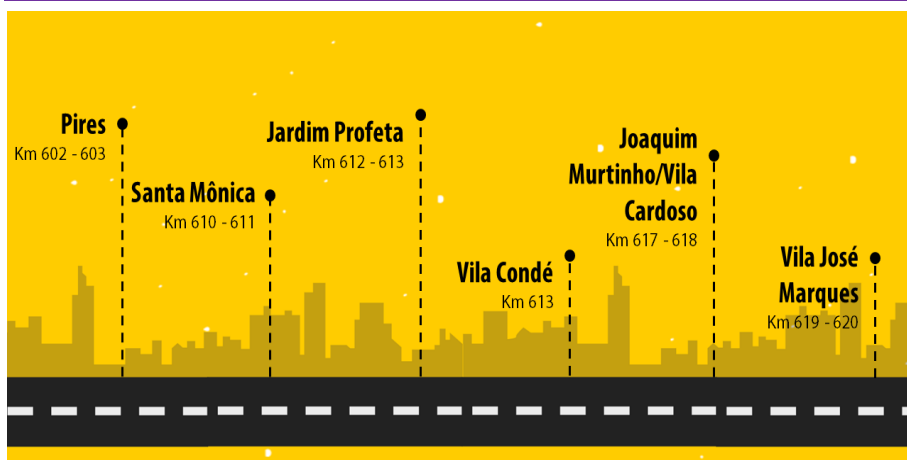 Pires
Km 602 - 603
Santa Mônica
Km 610 - 611
Jardim Profeta
Km 612 - 613
Vila Condé
Km 613
Joaquim
Murtinho/Vila
Cardoso
Km 617 - 618
Vila José
Marques
Km 619 - 620